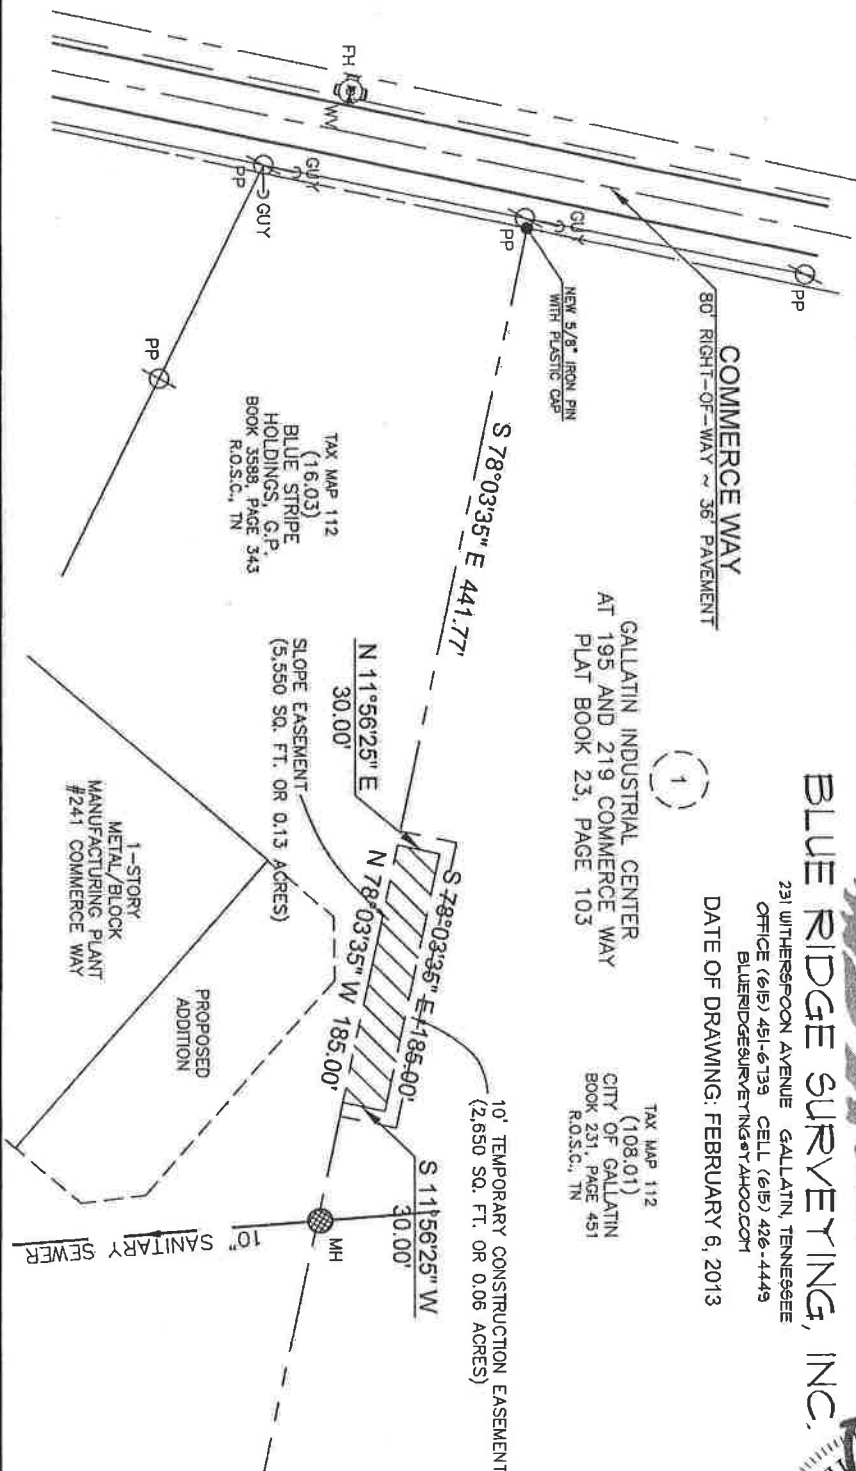 BLUE RIDGE SURVEYING, INC.
231 WITHERSPOON AVENUE GALLATIN, TENNESSEE
OFFICE (615) 451-6739 CELL (615) 426-4449
BLUERIDGESURVEYING@YAHOO.COM
DATE OF DRAWING: FEBRUARY 6, 2013
COMMERCE WAY
80' RIGHT-OF-WAY ~ 36' PAVEMENT
1
GALLATIN INDUSTRIAL CENTER
AT 195 AND 219 COMMERCE WAY
PLAT BOOK 23, PAGE 103
TAX MAP 112
(108.01)
CITY OF GALLATIN
BOOK 231, PAGE 451
R.O.S.C., TN
FH
WV
PP
GUY
GUY
PP
GUY
PP
PP
NEW 5/8" IRON PIN
WITH PLASTIC CAP
S 78°03'35" E 441.77'
10' TEMPORARY CONSTRUCTION EASEMENT
(2,650 SQ. FT. OR 0.06 ACRES)
S 78°03'35" E 185.00'
N 78°03'35" W 185.00'
N 11°56'25" E
30.00'
S 11°56'25" W
30.00'
SLOPE EASEMENT
(5,550 SQ. FT. OR 0.13 ACRES)
TAX MAP 112
(16.03)
BLUE STRIPE
HOLDINGS, G.P.
BOOK 3588, PAGE 343
R.O.S.C., TN
MH
10"
SANITARY SEWER
PROPOSED
ADDITION
1-STORY
METAL/BLOCK
MANUFACTURING PLANT
#241 COMMERCE WAY